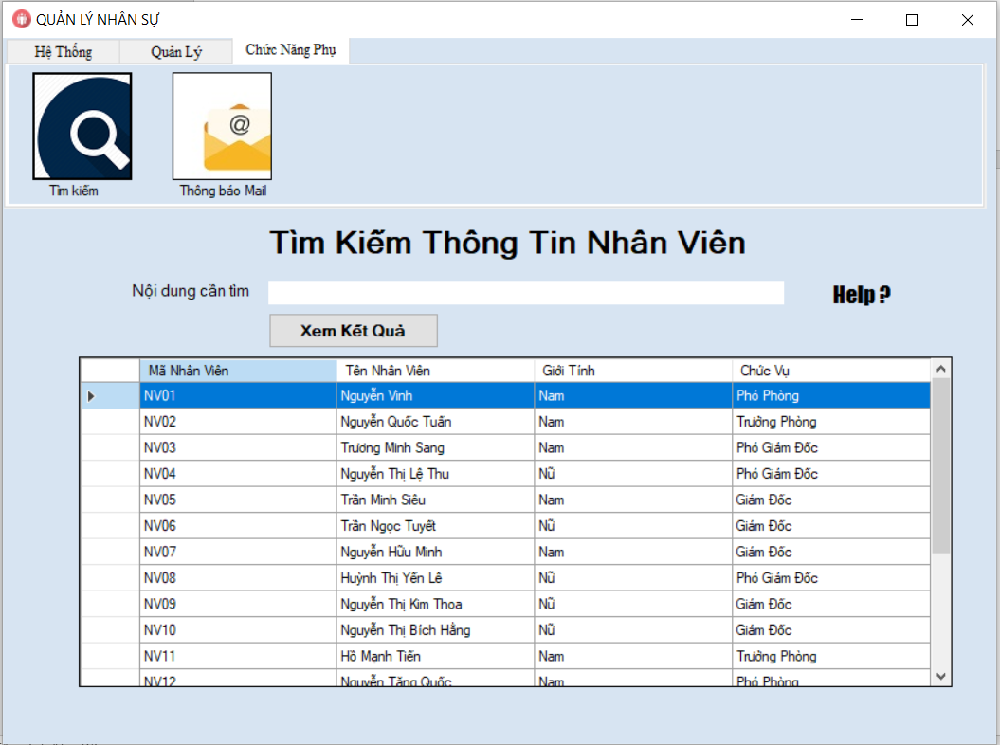 QUẢN LÝ NHÂN SỰ
Hệ Thống Quản Lý Chức Năng Phụ
Tìm kiếm Thông báo Mail
Tìm Kiếm Thông Tin Nhân Viên
Nội dung cần tìm Help ?
Xem Kết Quả
Mã Nhân Viên Tên Nhân Viên Giới Tính Chức Vụ
NV01 Nguyễn Vinh Nam Phó Phòng
NV02 Nguyễn Quốc Tuấn Nam Trưởng Phòng
NV03 Trương Minh Sang Nam Phó Giám Đốc
NV04 Nguyễn Thị Lệ Thu Nữ Phó Giám Đốc
NV05 Trần Minh Siêu Nam Giám Đốc
NV06 Trần Ngọc Tuyết Nữ Giám Đốc
NV07 Nguyễn Hữu Minh Nam Giám Đốc
NV08 Huỳnh Thị Yến Lê Nữ Phó Giám Đốc
NV09 Nguyễn Thị Kim Thoa Nữ Giám Đốc
NV10 Nguyễn Thị Bích Hằng Nữ Giám Đốc
NV11 Hồ Mạnh Tiến Nam Trưởng Phòng
NV12 Nguyễn Tăng Quốc Nam Phó Phòng